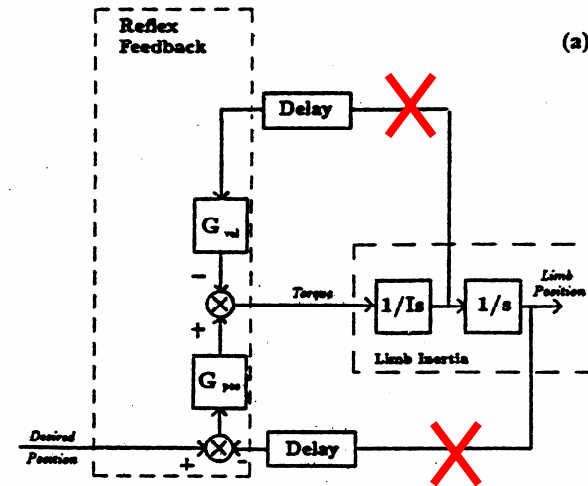 Reflex
Feedback
(a)
Delay
G vel
−
+
Torque
1/Is
1/s
Limb
Position
Limb Inertia
G pos
Desired
Position
+
−
Delay